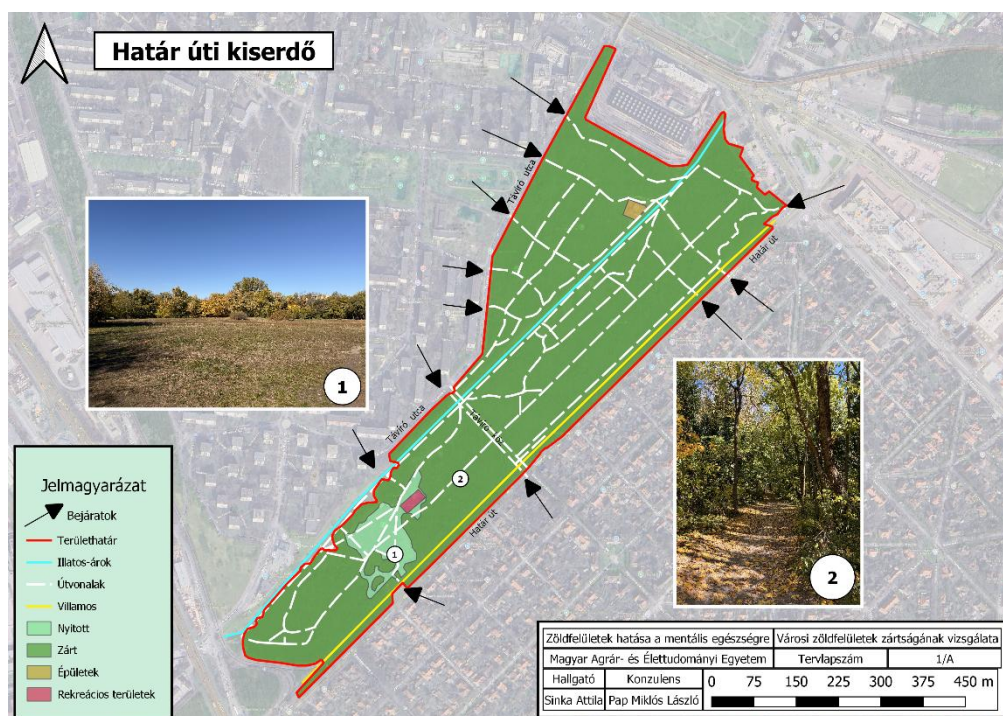 Határ úti kiserdő
Távíró utca
Határ út
1
Távíró utca
Távíró köz
2
Határ út
1
2
Jelmagyarázat
Bejáratok
Területhatár
Illatos-árok
Útvonalak
Villamos
Nyitott
Zárt
Épületek
Rekreációs területek
Zöldfelületek hatása a mentális egészségre Városi zöldfelületek zártságának vizsgálata
Magyar Agrár- és Élettudományi Egyetem Tervlapszám 1/A
Hallgató Konzulens
Sinka Attila Pap Miklós László
0 75 150 225 300 375 450 m